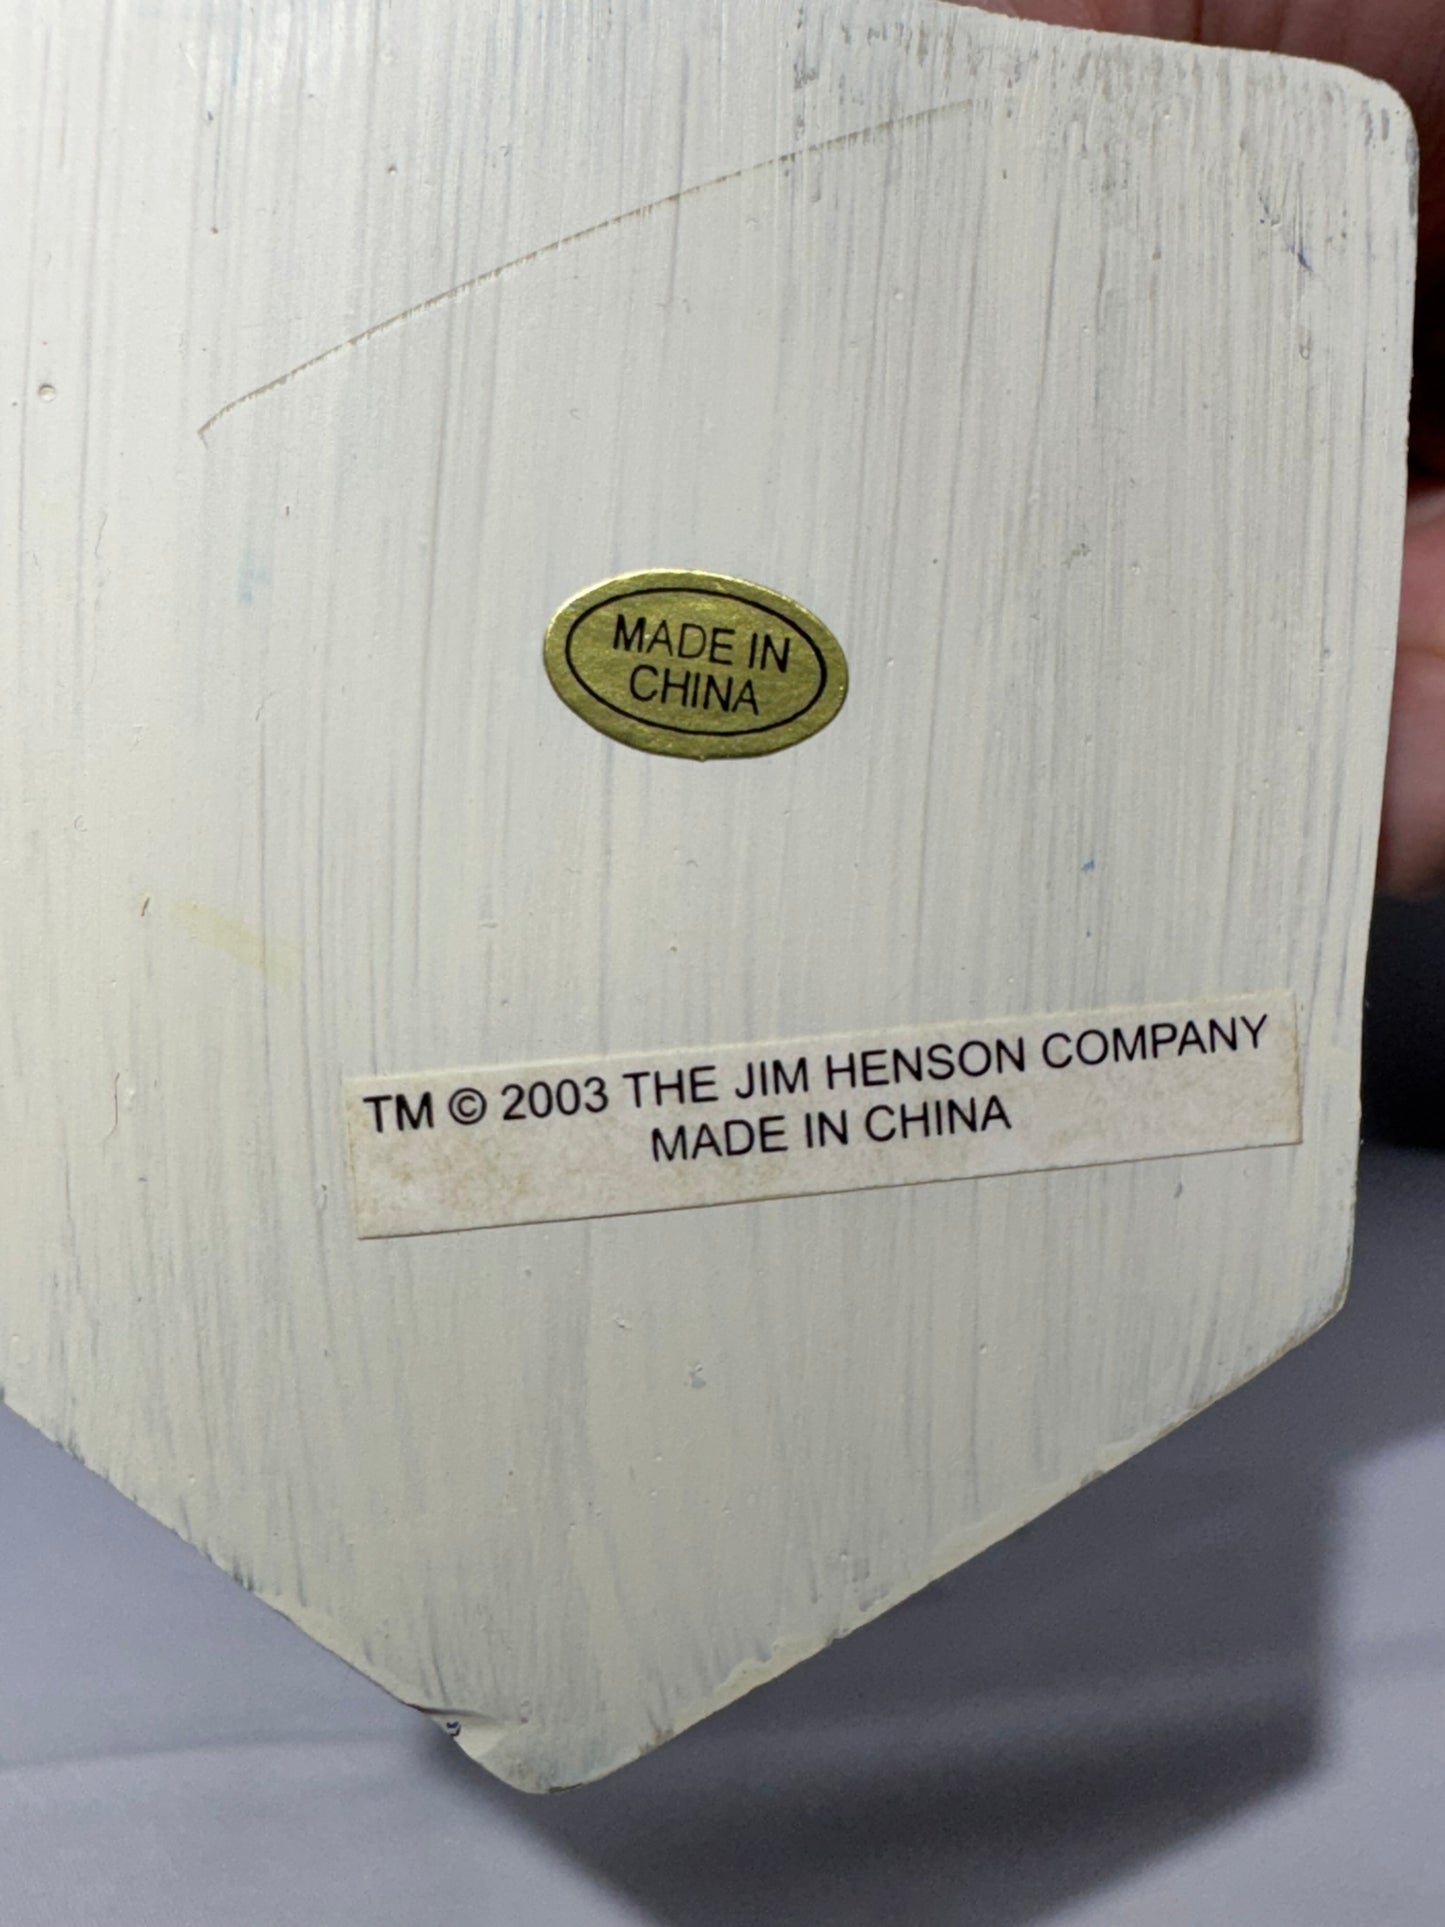 MADE IN
CHINA
TM © 2003 THE JIM HENSON COMPANY
MADE IN CHINA